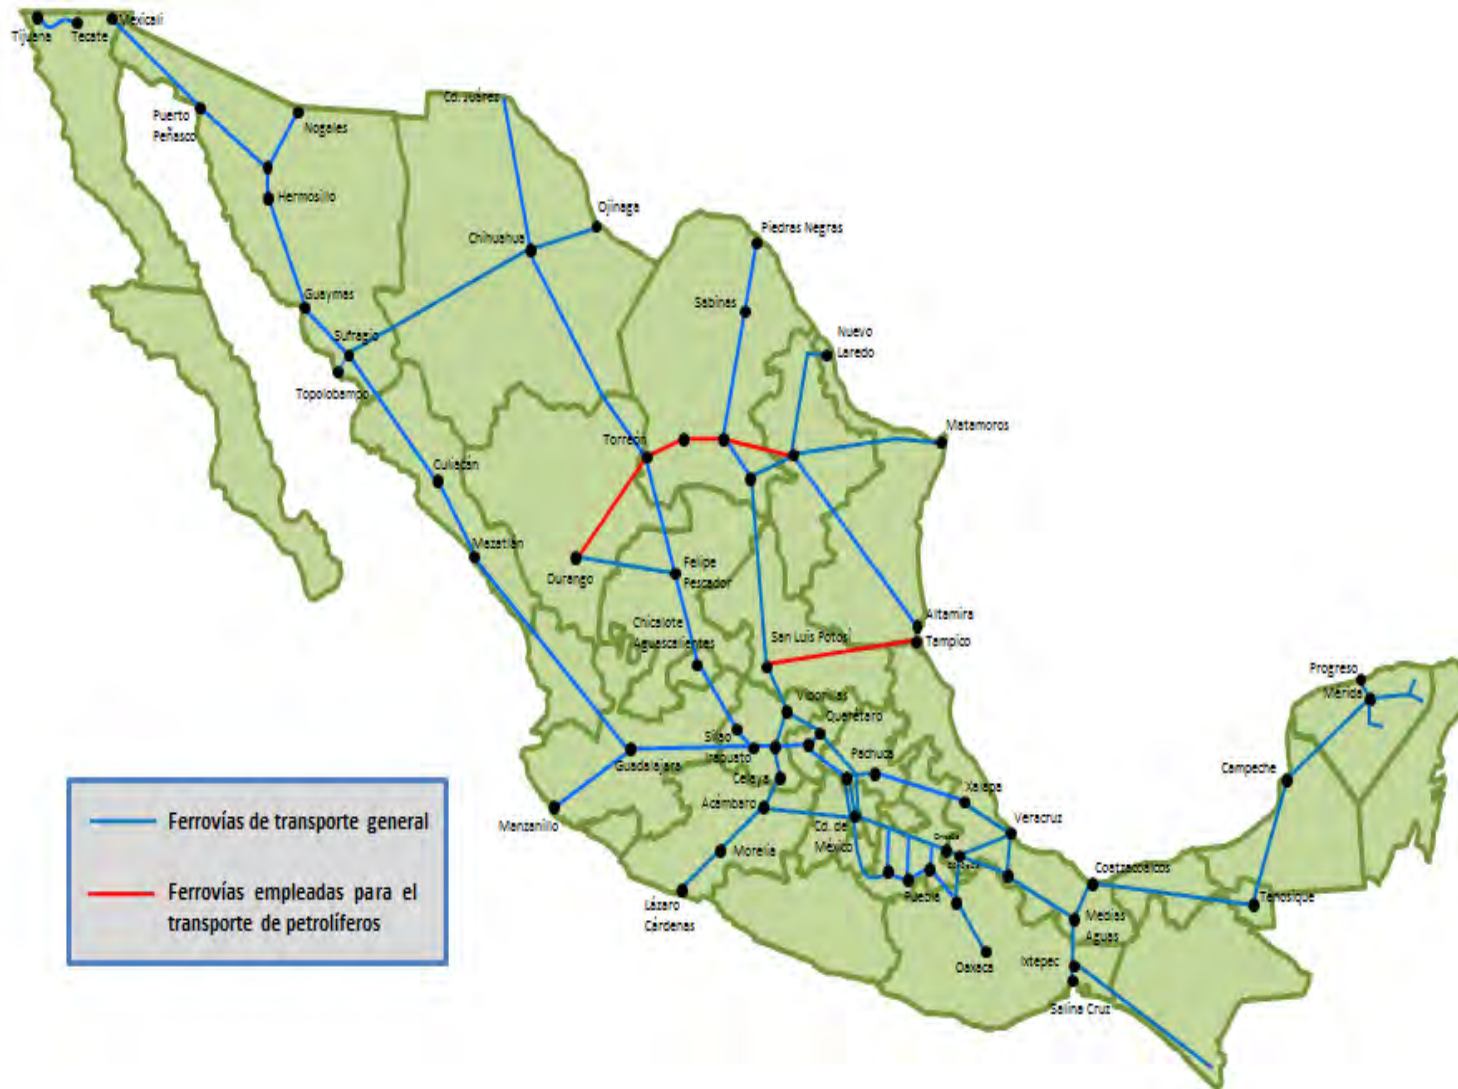 Tijuana
Tecate
Mexicali
Puerto
Peñasco
Nogales
Cd. Juárez
Hermosillo
Ojinaga
Chihuahua
Piedras Negras
Sabinas
Guaymas
Sufragio
Topolobampo
Nuevo
Laredo
Torreón
Matamoros
Culiacán
Mazatlán
Durango
Felipe
Pescador
Chicalote
Aguascalientes
San Luis Potosí
Altamira
Tampico
Progreso
Mérida
Viborillas
Querétaro
Silao
Irapuato
Guadalajara
Pachuca
Celaya
Campeche
Xalapa
Manzanillo
Acámbaro
Cd. de
México
Veracruz
Morelia
Coatzacoalcos
Puebla
Lázaro
Cárdenas
Tenosique
Medias
Aguas
Oaxaca
Ixtepec
Salina Cruz
Ferrovías de transporte general
Ferrovías empleadas para el
transporte de petrolíferos